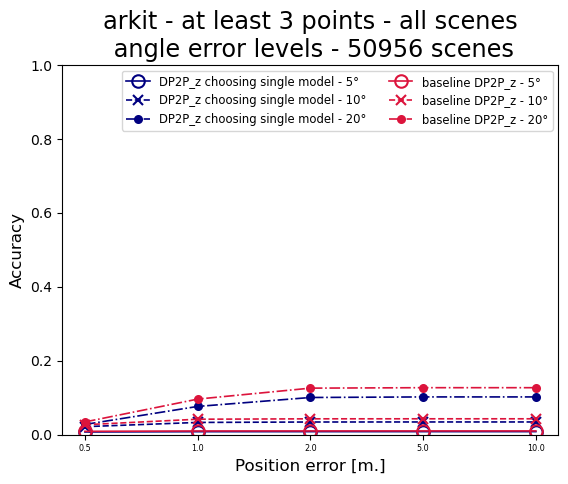 arkit - at least 3 points - all scenes
angle error levels - 50956 scenes
DP2P_z choosing single model - 5°
DP2P_z choosing single model - 10°
DP2P_z choosing single model - 20°
baseline DP2P_z - 5°
baseline DP2P_z - 10°
baseline DP2P_z - 20°
Accuracy
1.0
0.8
0.6
0.4
0.2
0.0
0.5 1.0 2.0 5.0 10.0
Position error [m.]